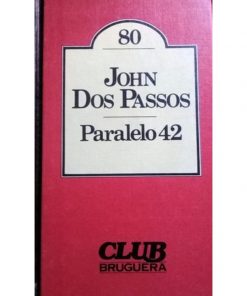 80
JOHN
DOS PASSOS
Paralelo 42
CLUB
BRUGUERA